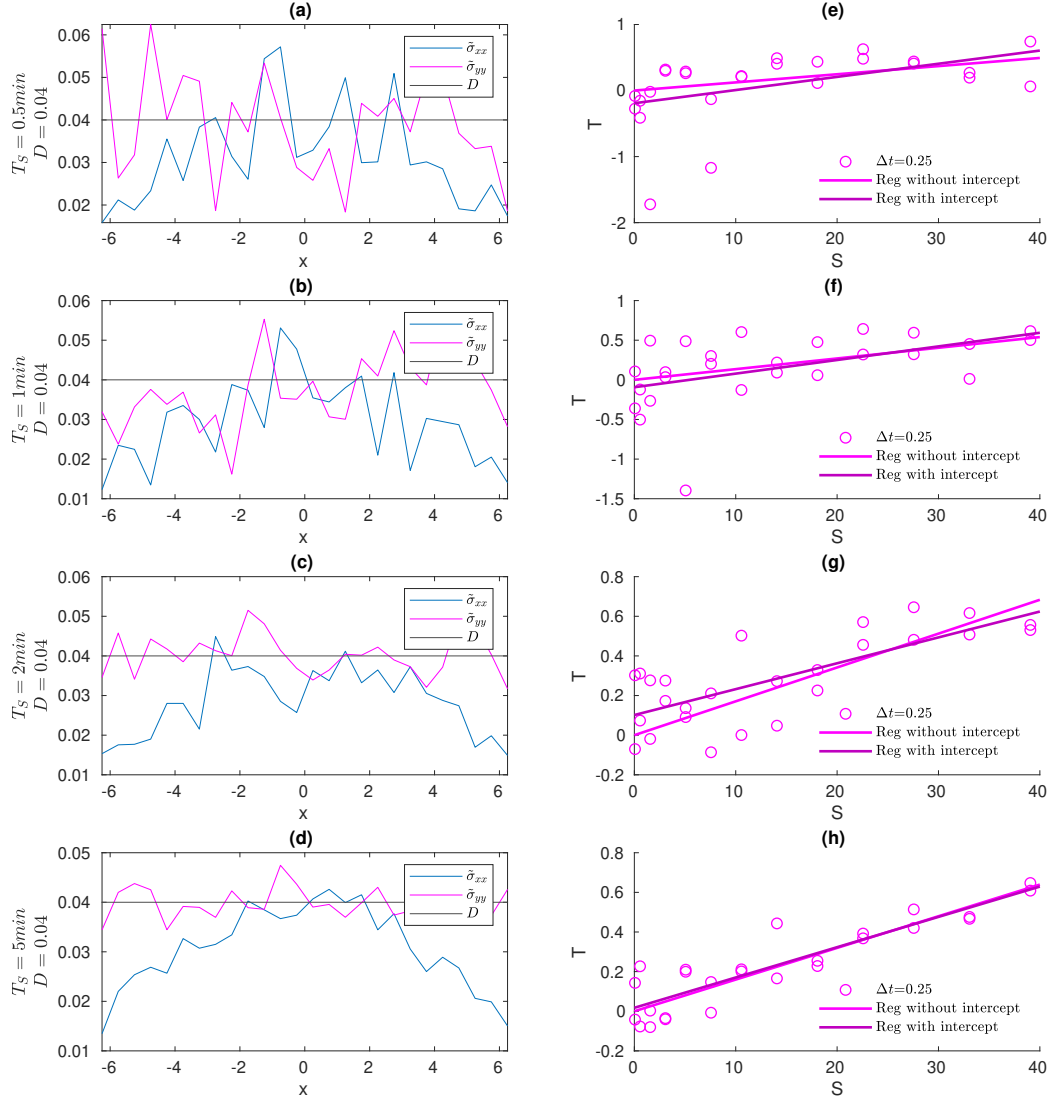 (a)
T_S = 0.5min
D = 0.04
0.06
0.05
0.04
0.03
0.02
-6 -4 -2 0 2 4 6
x
σ̃_xx
σ̃_yy
D
(e)
T
1
0
-1
-2
0 10 20 30 40
S
Δt=0.25
Reg without intercept
Reg with intercept
(b)
T_S = 1min
D = 0.04
0.06
0.05
0.04
0.03
0.02
0.01
-6 -4 -2 0 2 4 6
x
σ̃_xx
σ̃_yy
D
(f)
T
1
0.5
0
-0.5
-1
-1.5
0 10 20 30 40
S
Δt=0.25
Reg without intercept
Reg with intercept
(c)
T_S = 2min
D = 0.04
0.06
0.05
0.04
0.03
0.02
0.01
-6 -4 -2 0 2 4 6
x
σ̃_xx
σ̃_yy
D
(g)
T
0.8
0.6
0.4
0.2
0
-0.2
0 10 20 30 40
S
Δt=0.25
Reg without intercept
Reg with intercept
(d)
T_S = 5min
D = 0.04
0.05
0.04
0.03
0.02
0.01
-6 -4 -2 0 2 4 6
x
σ̃_xx
σ̃_yy
D
(h)
T
0.8
0.6
0.4
0.2
0
-0.2
0 10 20 30 40
S
Δt=0.25
Reg without intercept
Reg with intercept